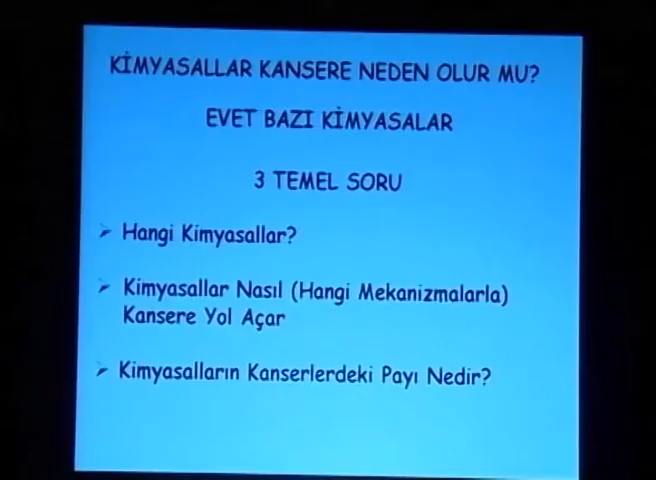 KİMYASALLAR KANSERE NEDEN OLUR MU?
EVET BAZI KİMYASALAR
3 TEMEL SORU
➢ Hangi Kimyasallar?
➢ Kimyasallar Nasıl (Hangi Mekanizmalarla)
Kansere Yol Açar
➢ Kimyasalların Kanserlerdeki Payı Nedir?